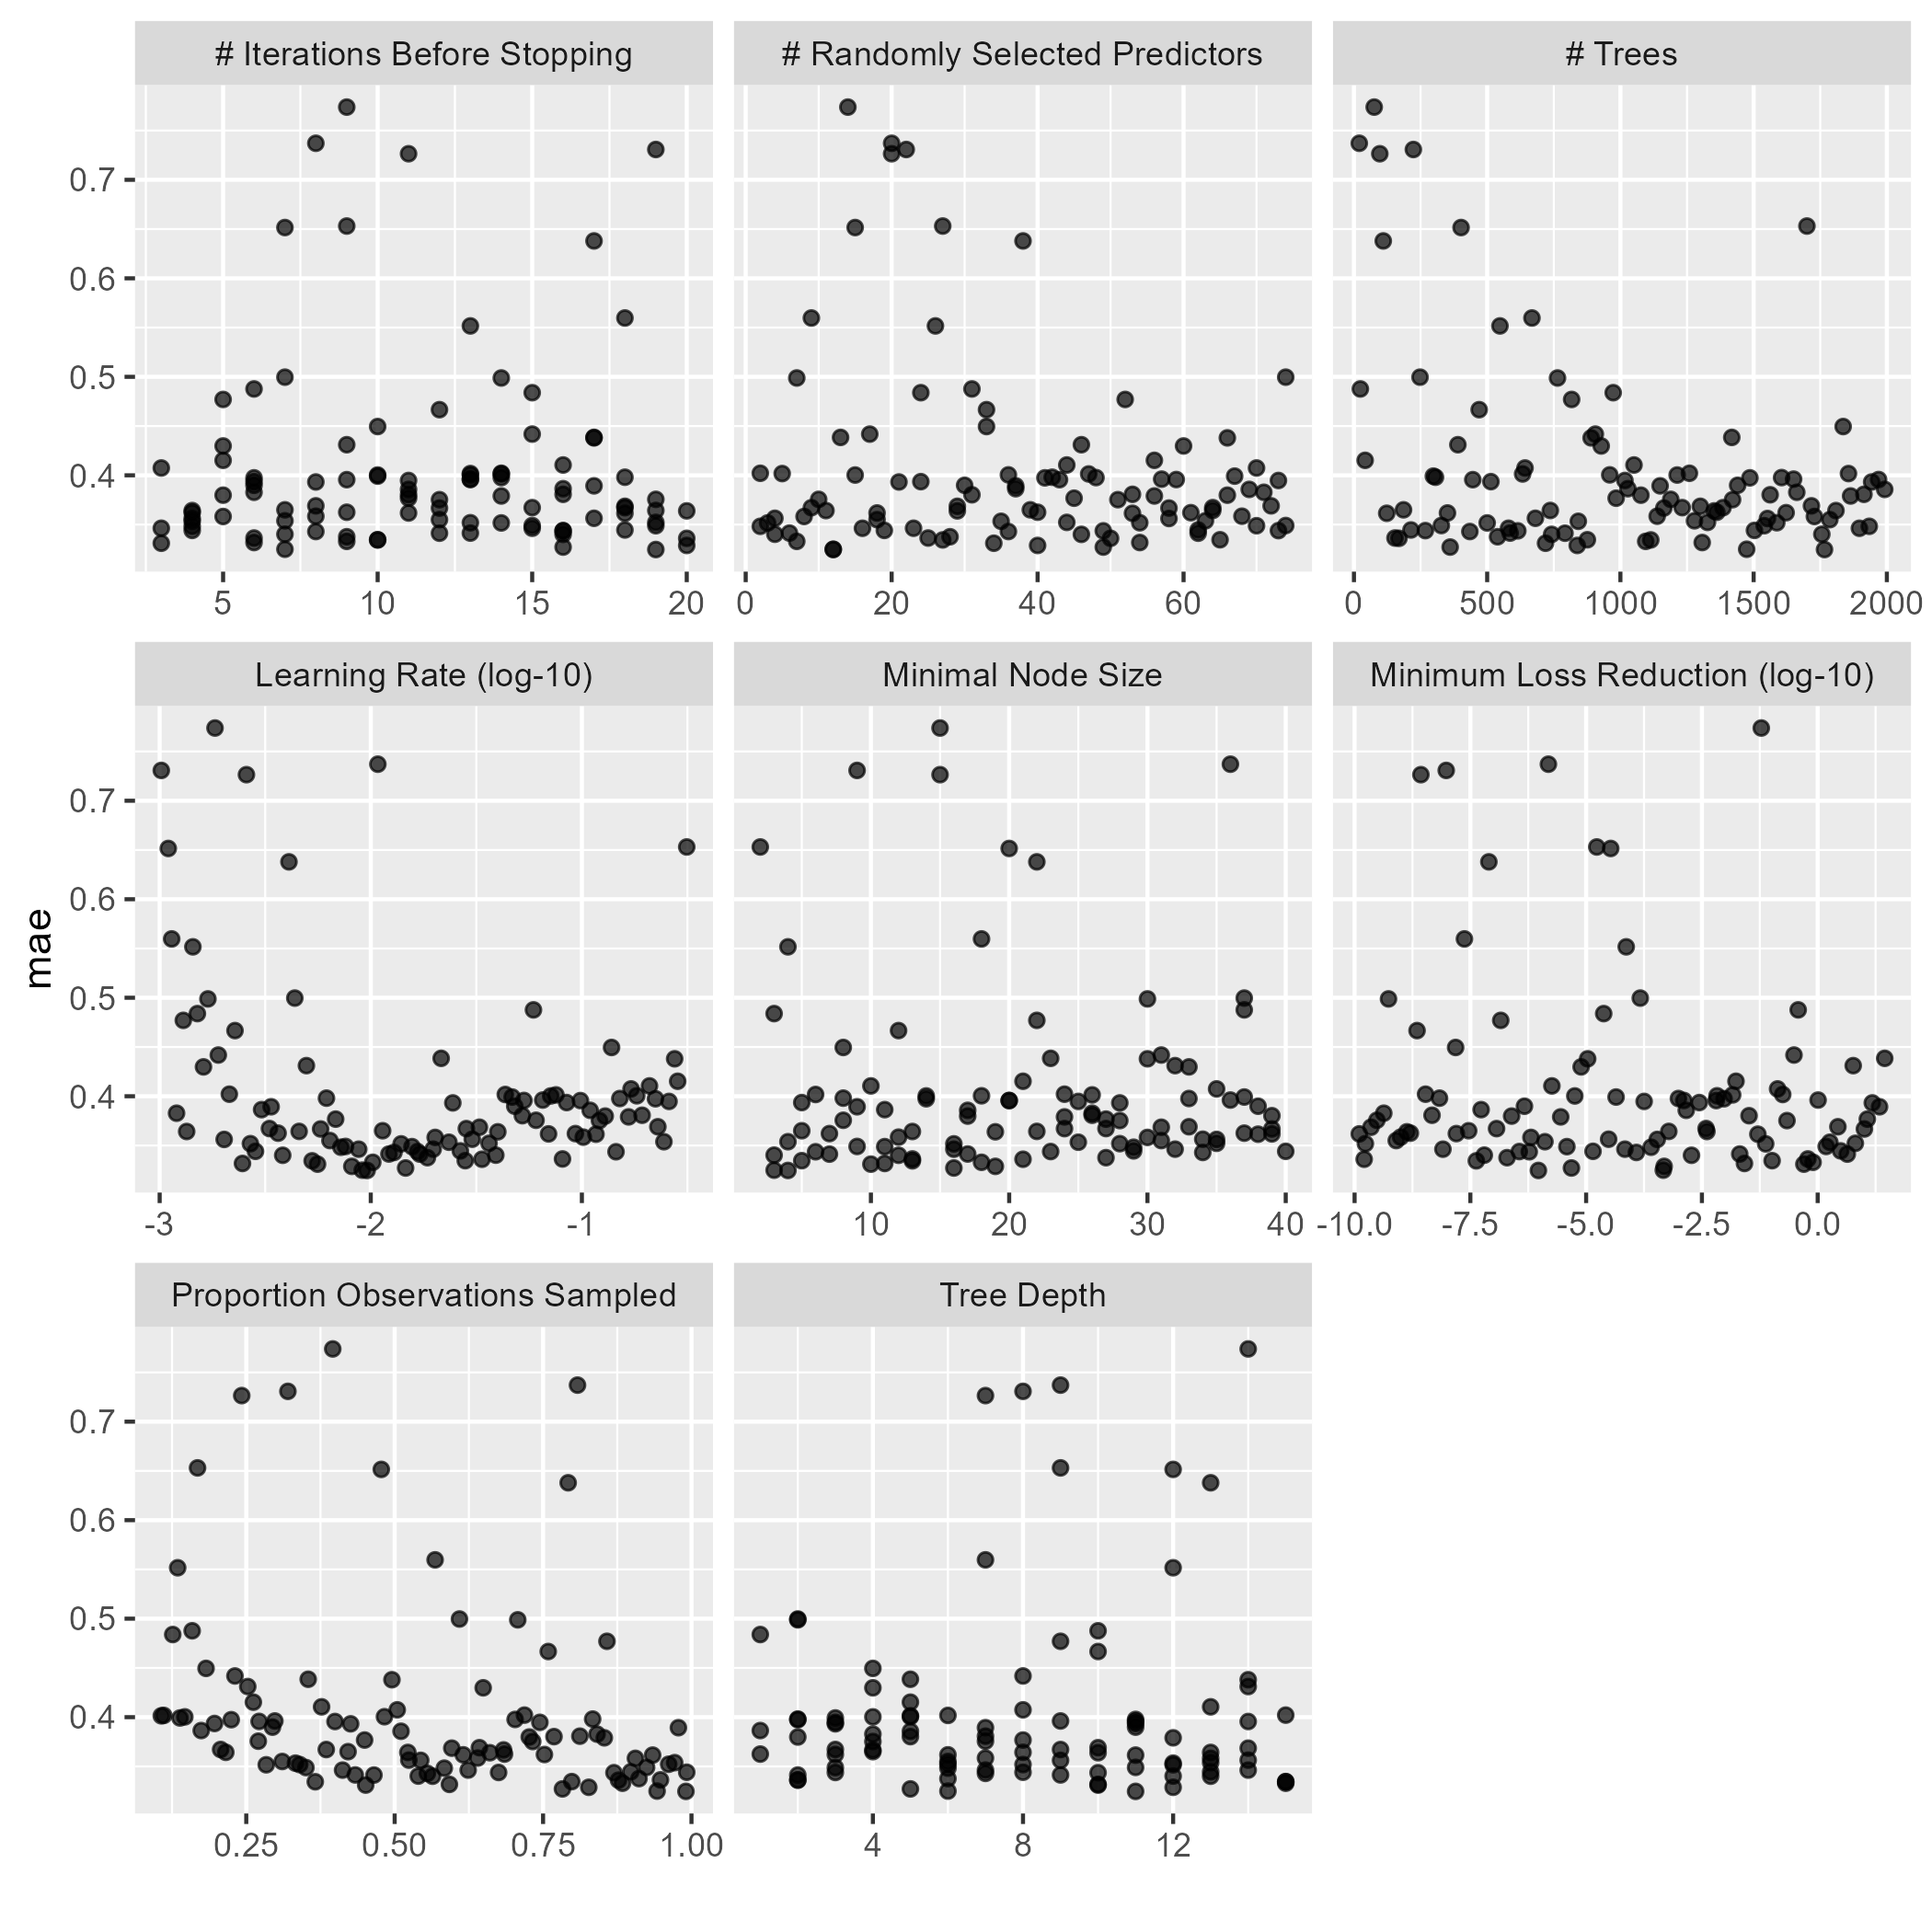 # Iterations Before Stopping
# Randomly Selected Predictors
# Trees
0.7
0.6
0.5
0.4
5 10 15 20
0 20 40 60
0 500 1000 1500 2000
Learning Rate (log-10)
Minimal Node Size
Minimum Loss Reduction (log-10)
mae
0.7
0.6
0.5
0.4
-3 -2 -1
10 20 30 40
-10.0 -7.5 -5.0 -2.5 0.0
Proportion Observations Sampled
Tree Depth
0.7
0.6
0.5
0.4
0.25 0.50 0.75 1.00
4 8 12